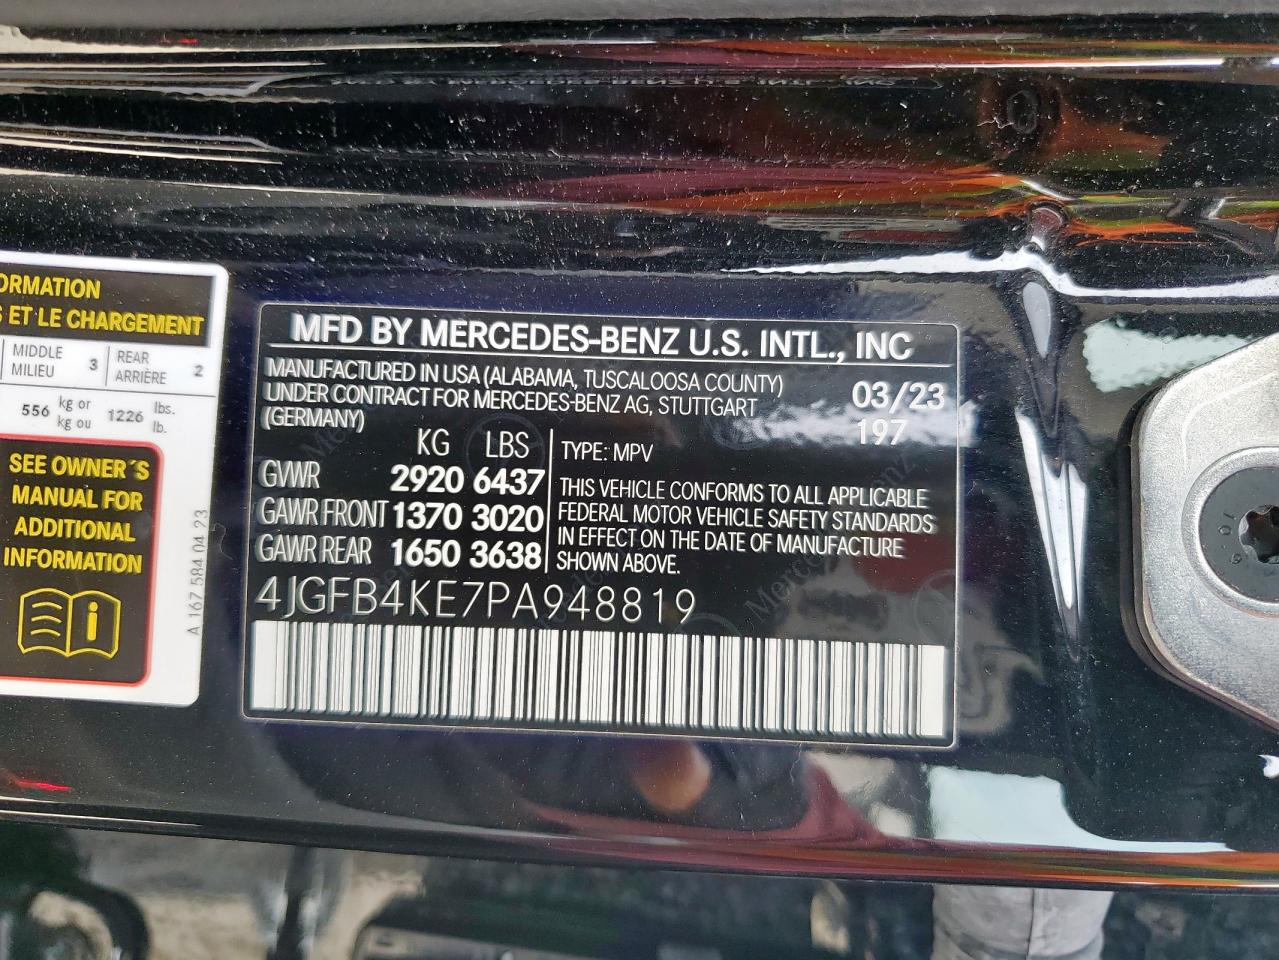 ORMATION
S ET LE CHARGEMENT
MIDDLE
MILIEU 3
REAR
ARRIÈRE 2
556 kg or
kg ou 1226 lbs.
lb.
SEE OWNER´S
MANUAL FOR
ADDITIONAL
INFORMATION
A 167 584 04 23
MFD BY MERCEDES-BENZ U.S. INTL., INC
MANUFACTURED IN USA (ALABAMA, TUSCALOOSA COUNTY)
UNDER CONTRACT FOR MERCEDES-BENZ AG, STUTTGART
(GERMANY)
03/23
197
KG LBS
GVWR 2920 6437
GAWR FRONT 1370 3020
GAWR REAR 1650 3638
TYPE: MPV
THIS VEHICLE CONFORMS TO ALL APPLICABLE
FEDERAL MOTOR VEHICLE SAFETY STANDARDS
IN EFFECT ON THE DATE OF MANUFACTURE
SHOWN ABOVE.
4JGFB4KE7PA948819